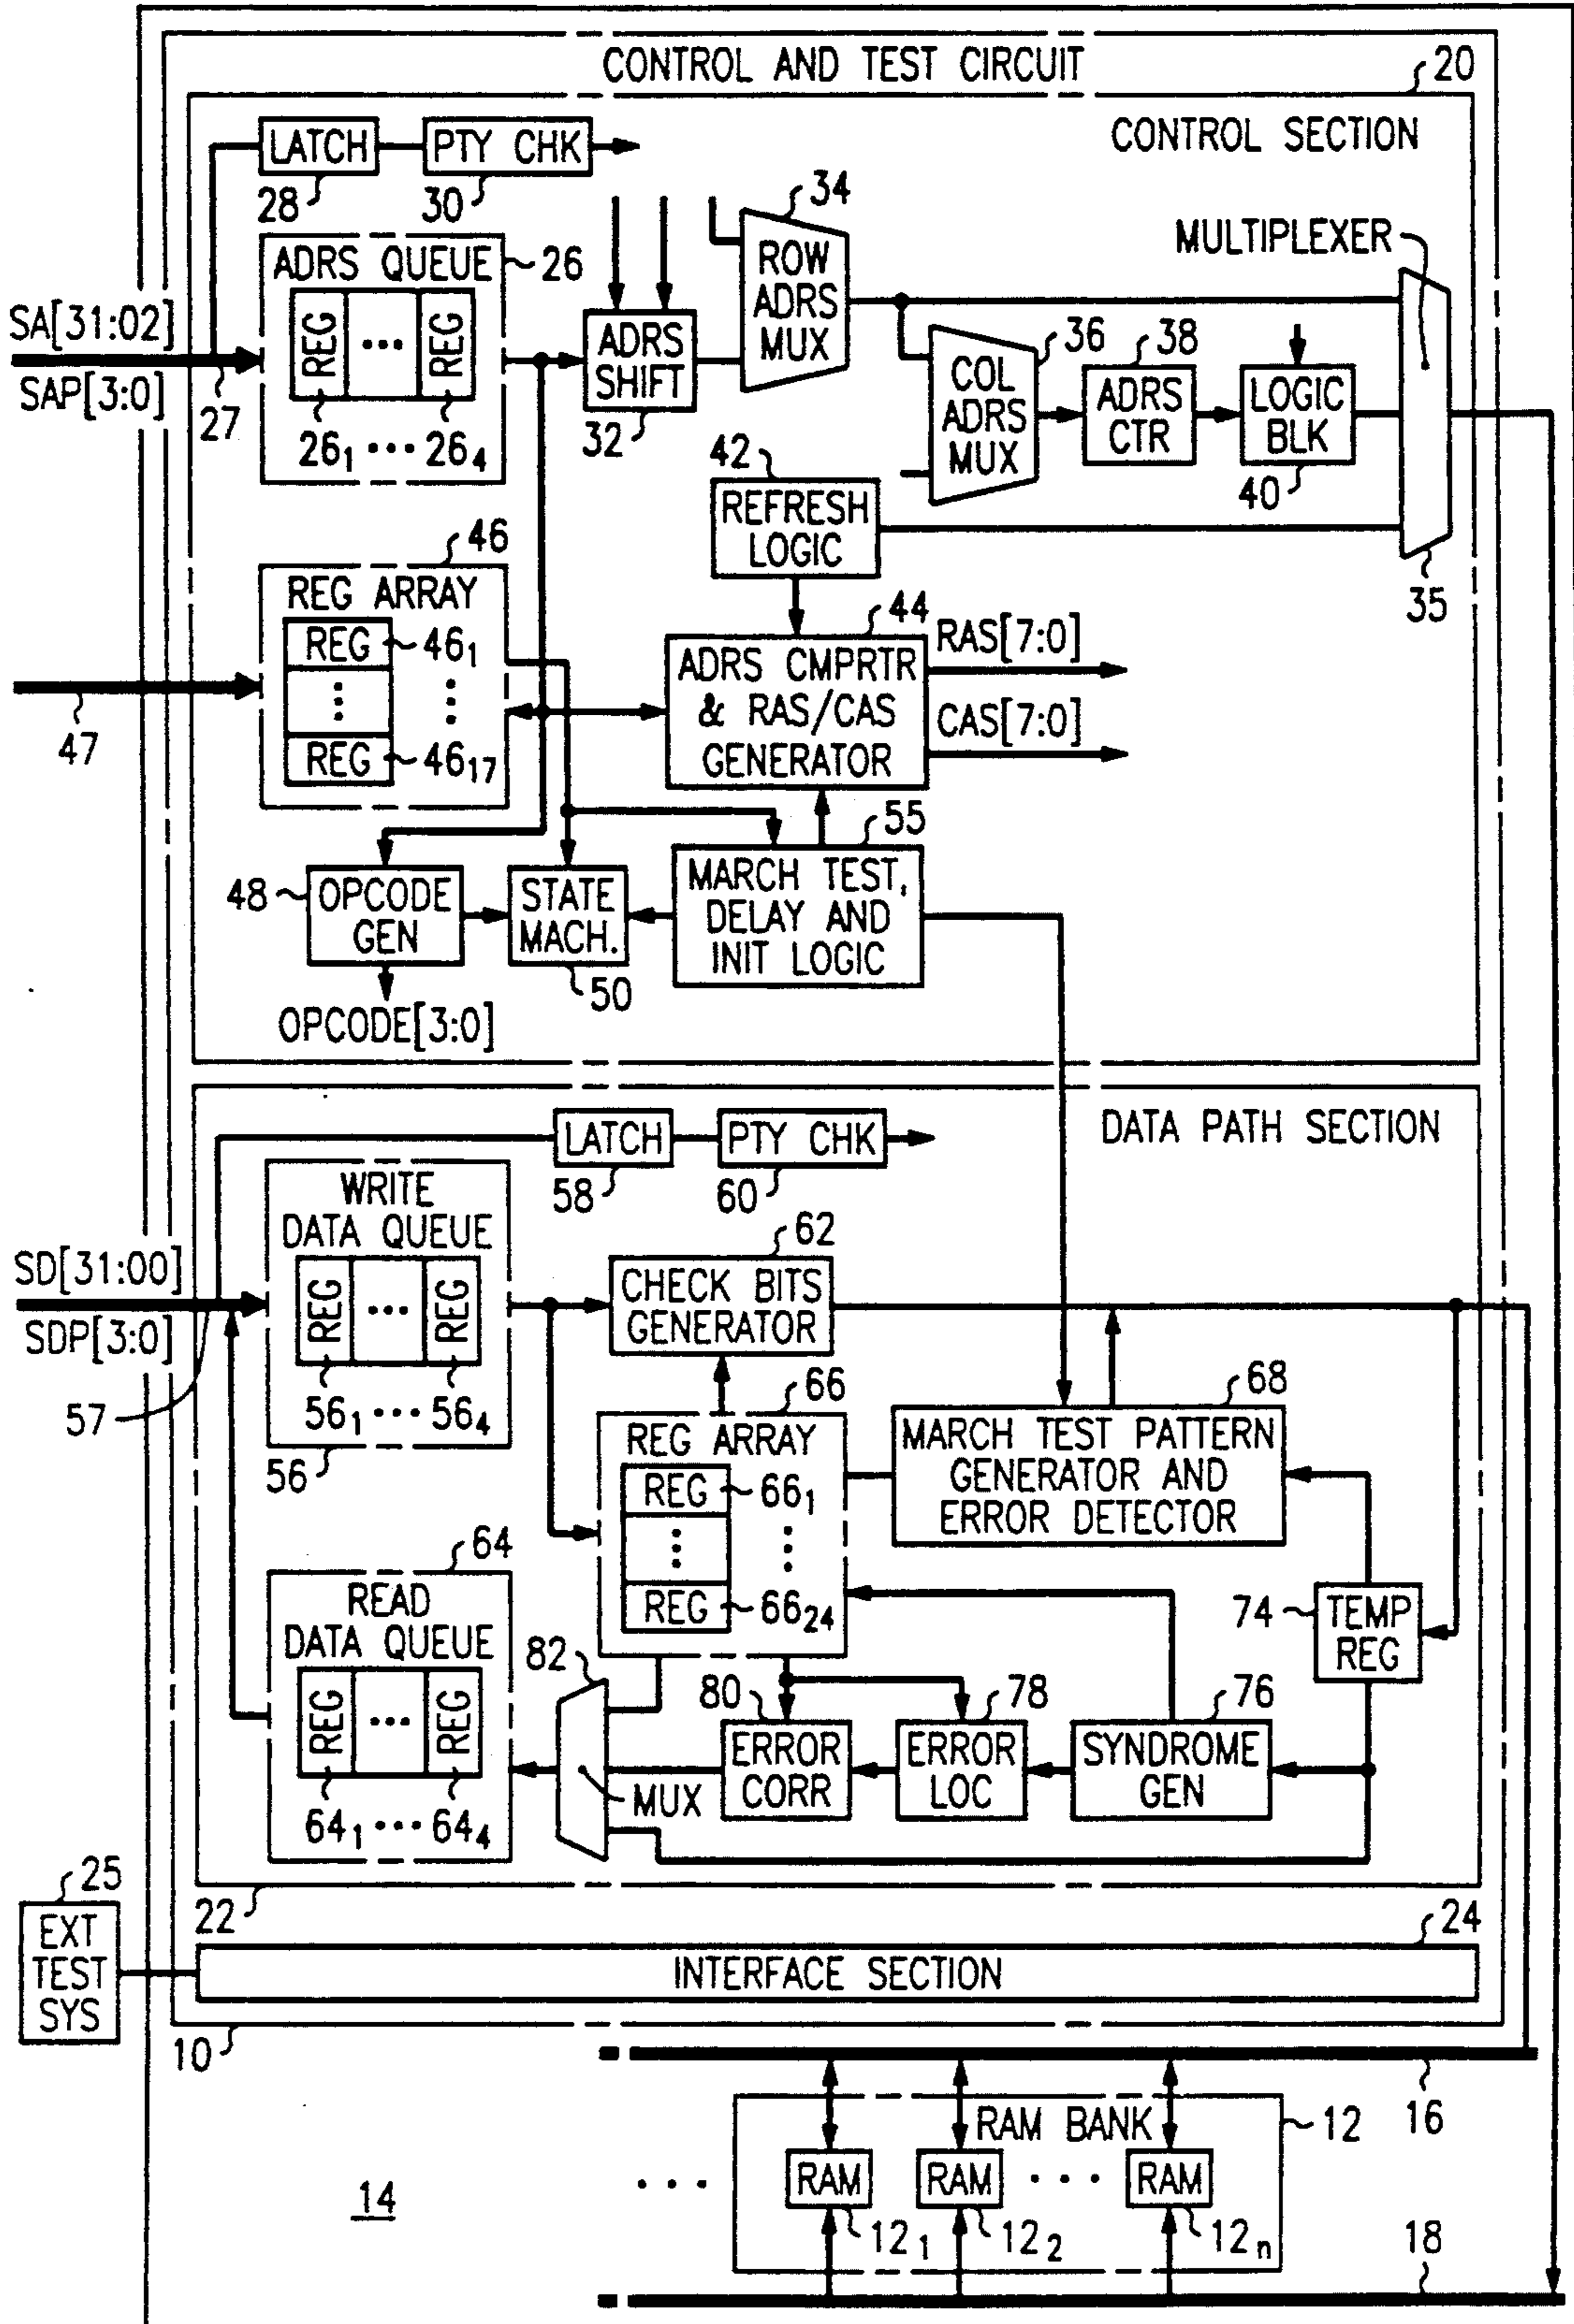 CONTROL AND TEST CIRCUIT
20
CONTROL SECTION
LATCH
PTY CHK
28
30
34
MULTIPLEXER
ADRS QUEUE
26
ROW
ADRS
MUX
SA[31:02]
REG
...
REG
ADRS
SHIFT
36
38
COL
ADRS
MUX
ADRS
CTR
LOGIC
BLK
SAP[3:0]
27
26₁ ... 26₄
32
42
40
REFRESH
LOGIC
46
35
REG ARRAY
44
RAS[7:0]
REG
46₁
...
...
REG
46₁₇
ADRS CMPRTR
& RAS/CAS
GENERATOR
CAS[7:0]
47
55
48
OPCODE
GEN
STATE
MACH.
MARCH TEST,
DELAY AND
INIT LOGIC
50
OPCODE[3:0]
DATA PATH SECTION
LATCH
PTY CHK
58
60
WRITE
DATA QUEUE
62
SD[31:00]
REG
...
REG
CHECK BITS
GENERATOR
SDP[3:0]
57
56₁ ... 56₄
66
68
56
REG ARRAY
MARCH TEST PATTERN
GENERATOR AND
ERROR DETECTOR
REG
66₁
...
...
REG
66₂₄
64
READ
DATA QUEUE
74
TEMP
REG
82
80
78
76
REG
...
REG
ERROR
CORR
ERROR
LOC
SYNDROME
GEN
MUX
64₁ ... 64₄
25
22
24
EXT
TEST
SYS
INTERFACE SECTION
10
16
RAM BANK
12
...
RAM
RAM
...
RAM
14
12₁
12₂
12ₙ
18